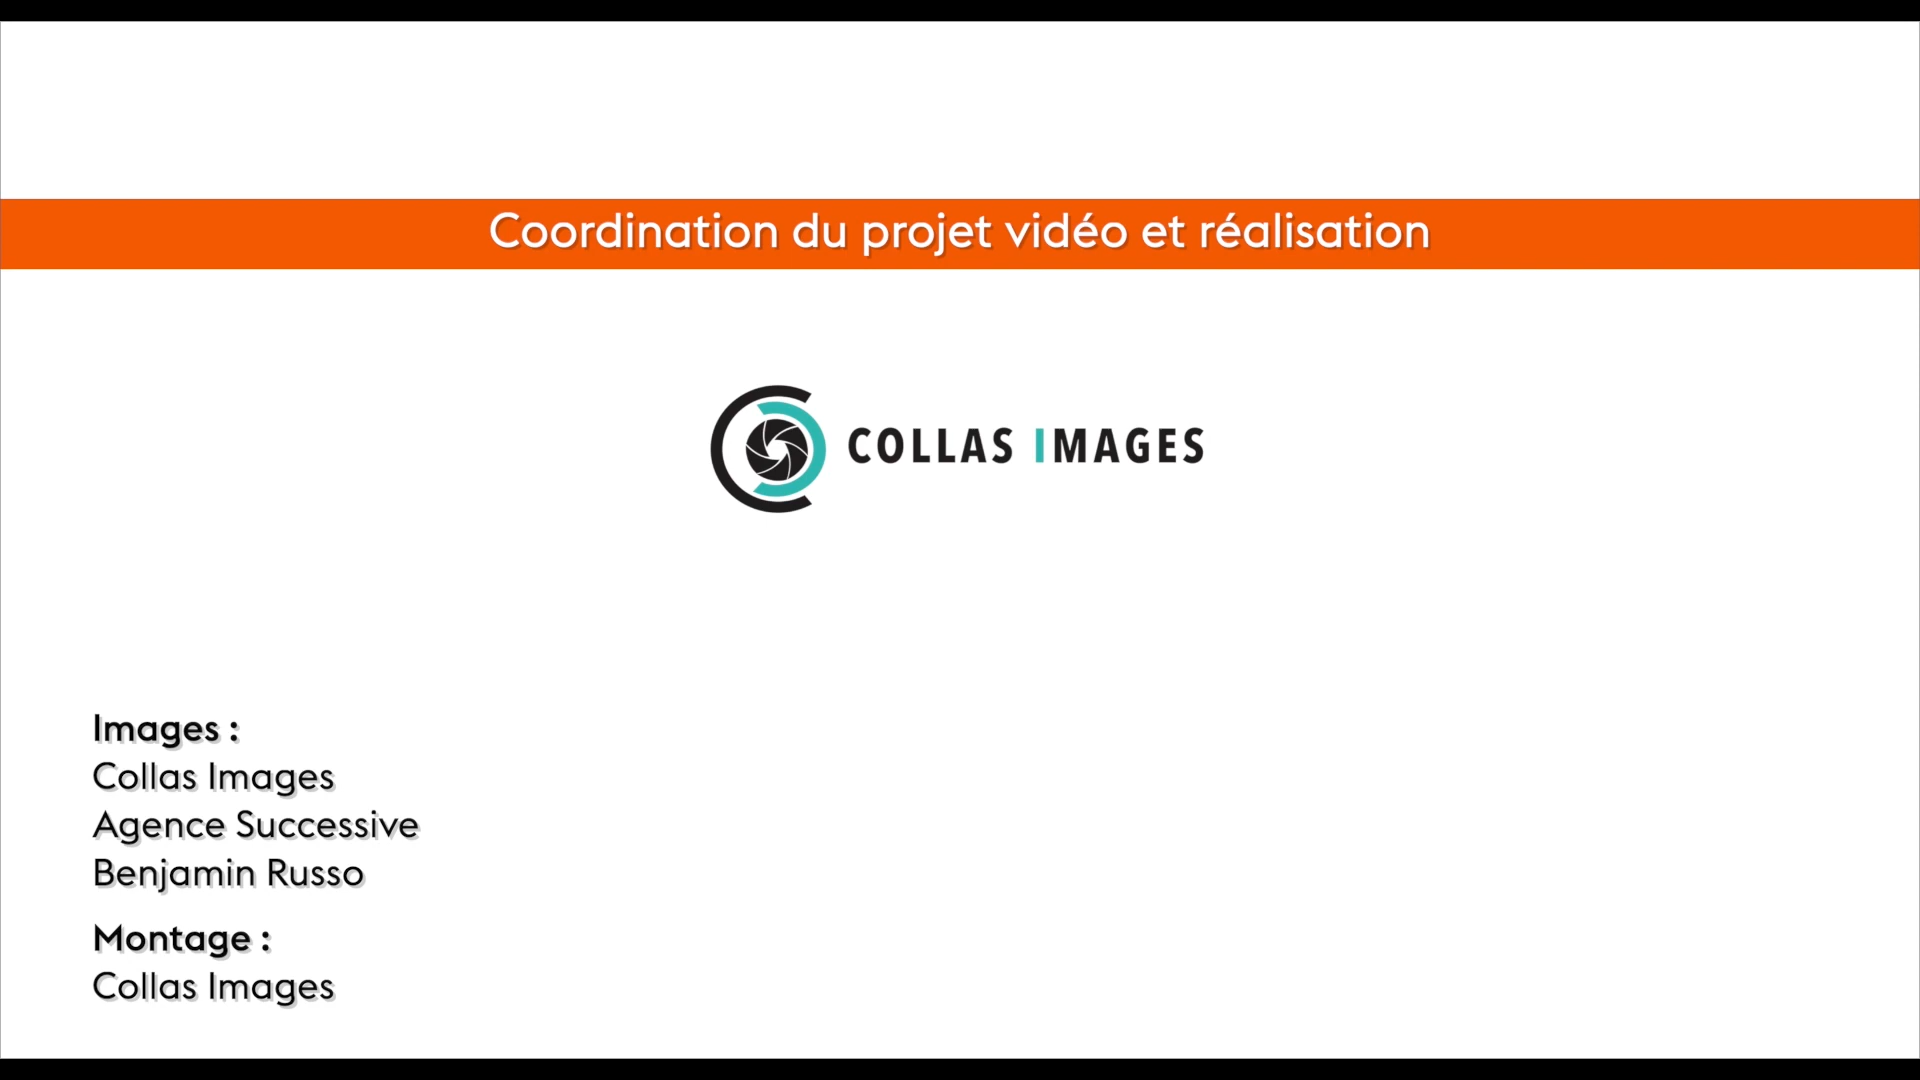 Coordination du projet vidéo et réalisation
COLLAS IMAGES
Images :
Collas Images
Agence Successive
Benjamin Russo
Montage :
Collas Images